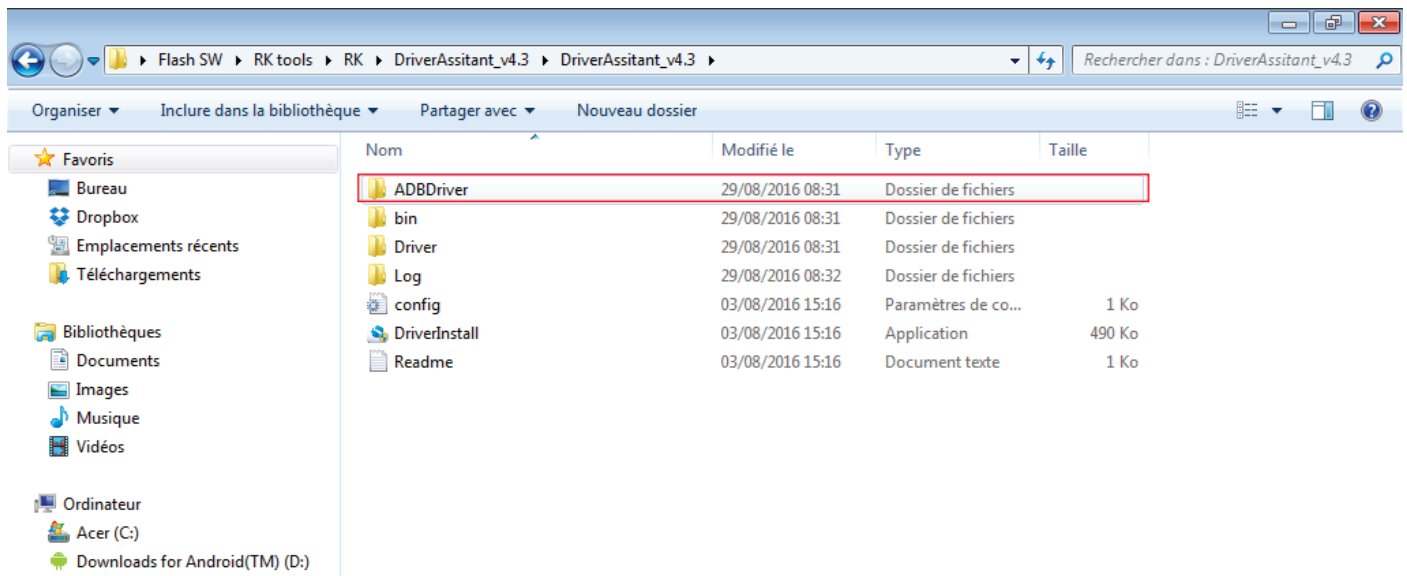 Flash SW ▸ RK tools ▸ RK ▸ DriverAssitant_v4.3 ▸ DriverAssitant_v4.3 ▸ Rechercher dans : DriverAssitant_v4.3
Organiser Inclure dans la bibliothèque Partager avec Nouveau dossier
Nom Modifié le Type Taille
Favoris
Bureau
Dropbox
Emplacements récents
Téléchargements
Bibliothèques
Documents
Images
Musique
Vidéos
Ordinateur
Acer (C:)
Downloads for Android(TM) (D:)
ADBDriver 29/08/2016 08:31 Dossier de fichiers
bin 29/08/2016 08:31 Dossier de fichiers
Driver 29/08/2016 08:31 Dossier de fichiers
Log 29/08/2016 08:32 Dossier de fichiers
config 03/08/2016 15:16 Paramètres de co... 1 Ko
DriverInstall 03/08/2016 15:16 Application 490 Ko
Readme 03/08/2016 15:16 Document texte 1 Ko